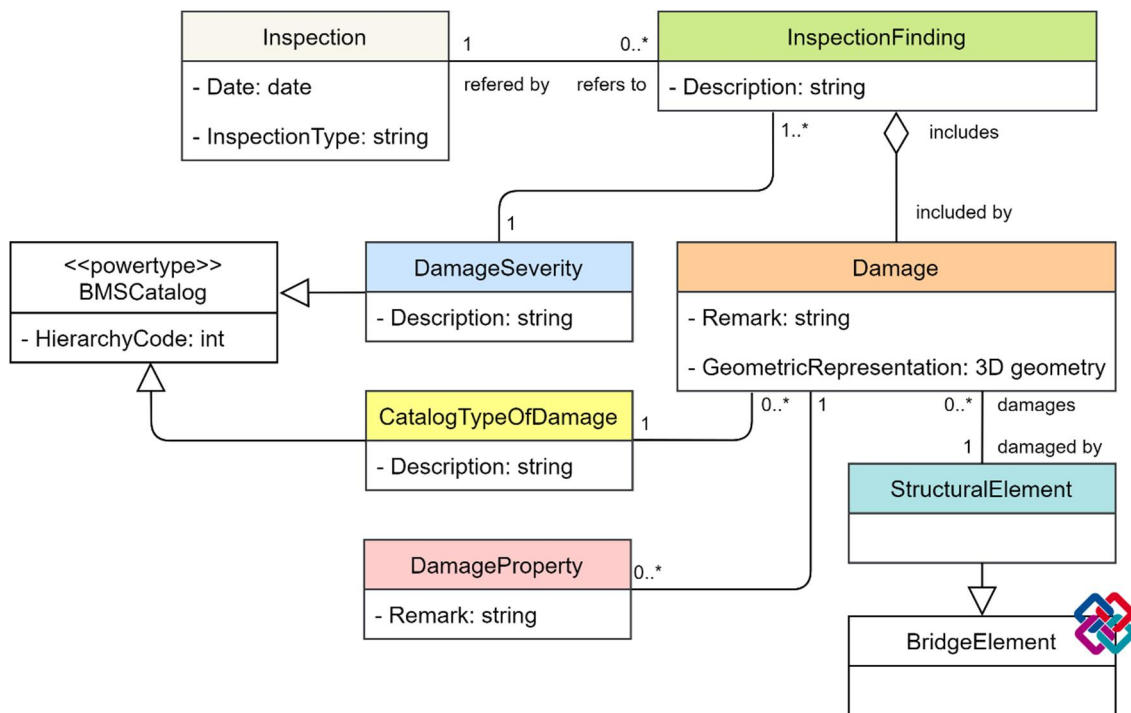 Inspection
- Date: date
- InspectionType: string
1
0..*
refered by
refers to
InspectionFinding
- Description: string
1..*
includes
included by
1
<<powertype>>
BMSCatalog
- HierarchyCode: int
DamageSeverity
- Description: string
Damage
- Remark: string
- GeometricRepresentation: 3D geometry
CatalogTypeOfDamage
- Description: string
1
0..*
1
0..*
damages
1
damaged by
StructuralElement
DamageProperty
- Remark: string
0..*
BridgeElement